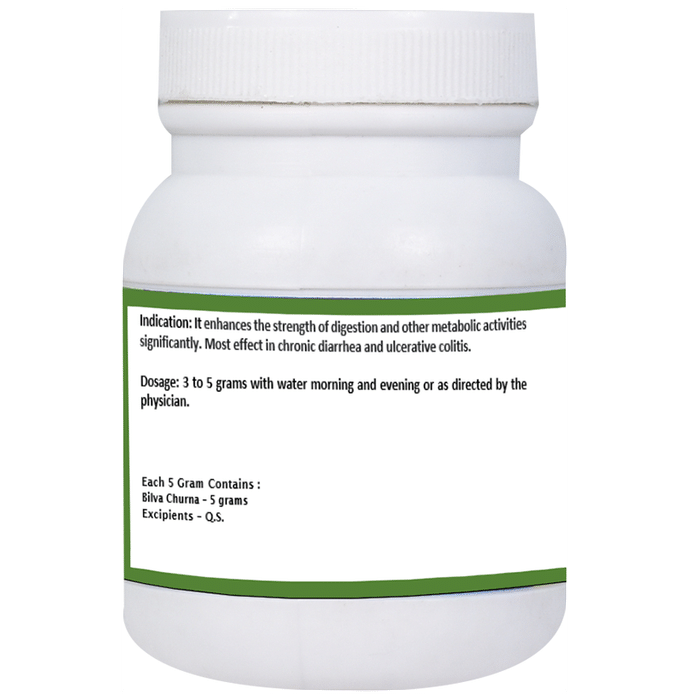 Indication: It enhances the strength of digestion and other metabolic activities
significantly. Most effect in chronic diarrhea and ulcerative colitis.
Dosage: 3 to 5 grams with water morning and evening or as directed by the
physician.
Each 5 Gram Contains :
Bilva Churna - 5 grams
Excipients - Q.S.